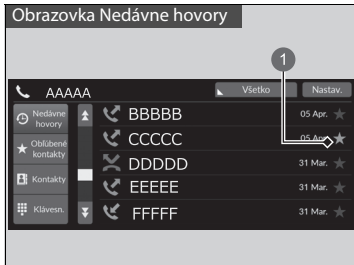 Obrazovka Nedávne hovory
1
AAAAA
Všetko
Nastav.
Nedávne
hovory
Obľúbené
kontakty
Kontakty
Klávesn.
BBBBB
05 Apr.
CCCCC
05 Apr.
DDDDD
31 Mar.
EEEEE
31 Mar.
FFFFF
31 Mar.